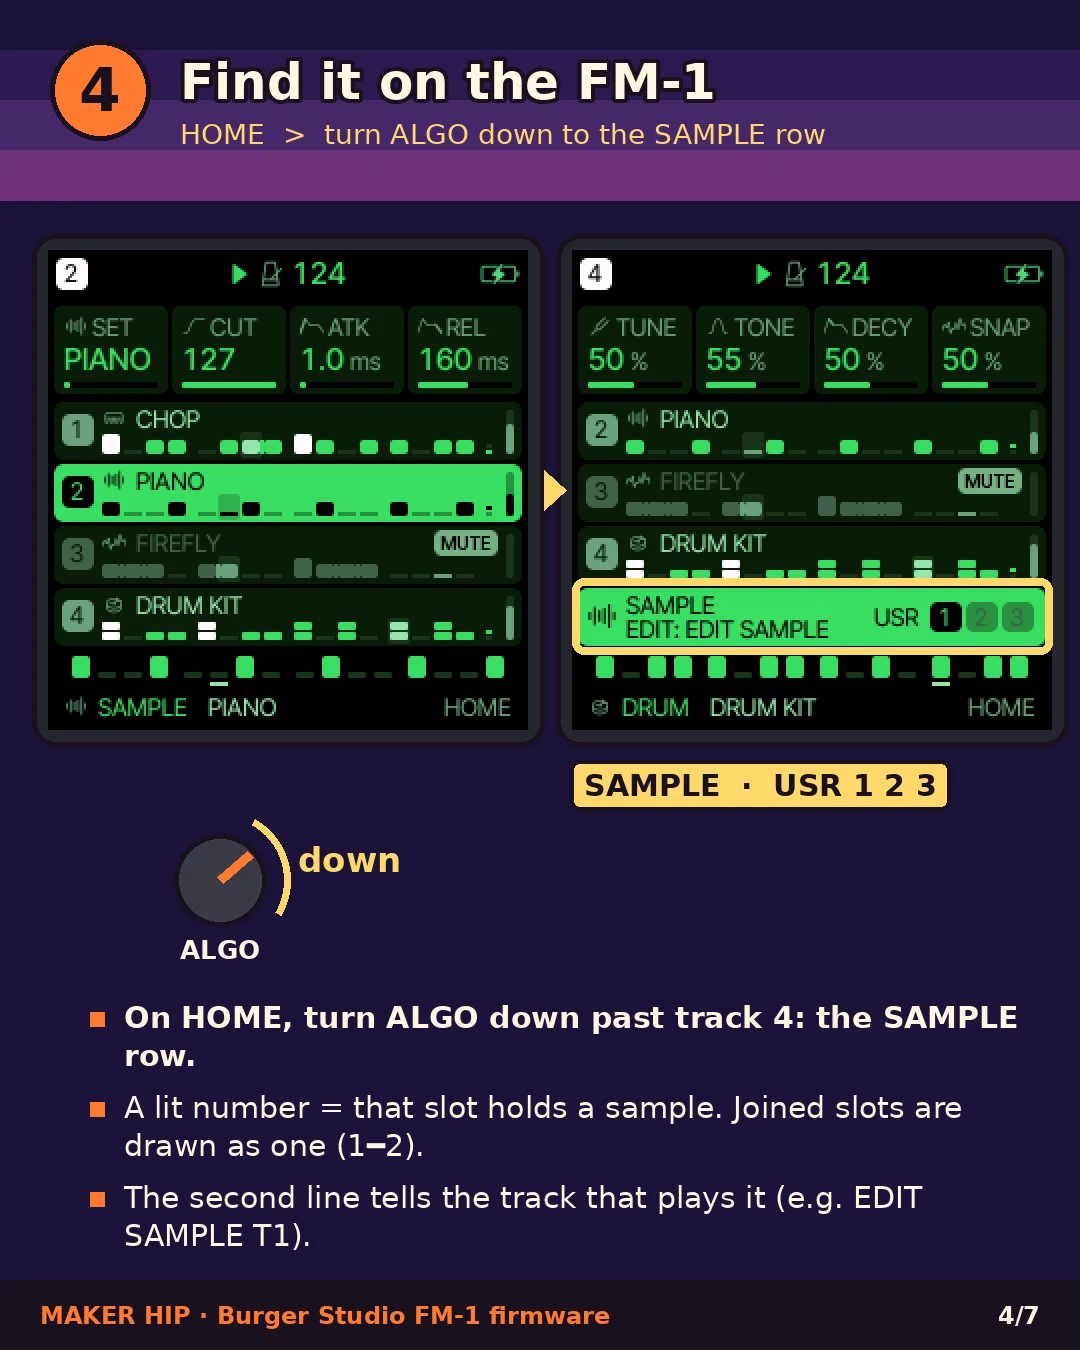 4
Find it on the FM-1
HOME > turn ALGO down to the SAMPLE row
2
124
SET
CUT
ATK
REL
PIANO
127
1.0 ms
160 ms
1 CHOP
2 PIANO
3 FIREFLY MUTE
4 DRUM KIT
SAMPLE PIANO HOME
4
124
TUNE
TONE
DECY
SNAP
50 %
55 %
50 %
50 %
2 PIANO
3 FIREFLY MUTE
4 DRUM KIT
SAMPLE
EDIT: EDIT SAMPLE USR 1 2 3
DRUM DRUM KIT HOME
SAMPLE · USR 1 2 3
down
ALGO
On HOME, turn ALGO down past track 4: the SAMPLE
row.
A lit number = that slot holds a sample. Joined slots are
drawn as one (1━2).
The second line tells the track that plays it (e.g. EDIT
SAMPLE T1).
MAKER HIP · Burger Studio FM-1 firmware
4/7